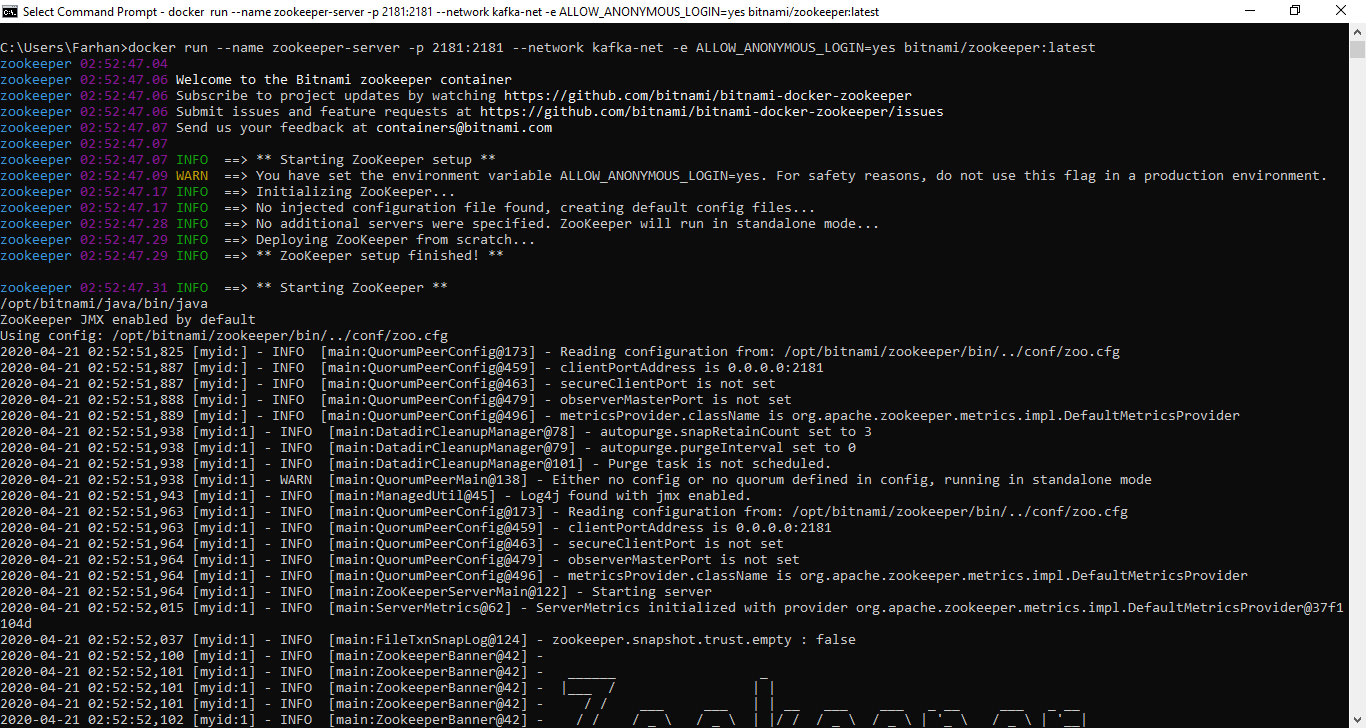 Select Command Prompt - docker  run --name zookeeper-server -p 2181:2181 --network kafka-net -e ALLOW_ANONYMOUS_LOGIN=yes bitnami/zookeeper:latest
C:\Users\Farhan>docker run --name zookeeper-server -p 2181:2181 --network kafka-net -e ALLOW_ANONYMOUS_LOGIN=yes bitnami/zookeeper:latest
zookeeper 02:52:47.04
zookeeper 02:52:47.06 Welcome to the Bitnami zookeeper container
zookeeper 02:52:47.06 Subscribe to project updates by watching https://github.com/bitnami/bitnami-docker-zookeeper
zookeeper 02:52:47.06 Submit issues and feature requests at https://github.com/bitnami/bitnami-docker-zookeeper/issues
zookeeper 02:52:47.07 Send us your feedback at containers@bitnami.com
zookeeper 02:52:47.07
zookeeper 02:52:47.07 INFO  ==> ** Starting ZooKeeper setup **
zookeeper 02:52:47.09 WARN  ==> You have set the environment variable ALLOW_ANONYMOUS_LOGIN=yes. For safety reasons, do not use this flag in a production environment.
zookeeper 02:52:47.17 INFO  ==> Initializing ZooKeeper...
zookeeper 02:52:47.17 INFO  ==> No injected configuration file found, creating default config files...
zookeeper 02:52:47.28 INFO  ==> No additional servers were specified. ZooKeeper will run in standalone mode...
zookeeper 02:52:47.29 INFO  ==> Deploying ZooKeeper from scratch...
zookeeper 02:52:47.29 INFO  ==> ** ZooKeeper setup finished! **
zookeeper 02:52:47.31 INFO  ==> ** Starting ZooKeeper **
/opt/bitnami/java/bin/java
ZooKeeper JMX enabled by default
Using config: /opt/bitnami/zookeeper/bin/../conf/zoo.cfg
2020-04-21 02:52:51,825 [myid:] - INFO  [main:QuorumPeerConfig@173] - Reading configuration from: /opt/bitnami/zookeeper/bin/../conf/zoo.cfg
2020-04-21 02:52:51,887 [myid:] - INFO  [main:QuorumPeerConfig@459] - clientPortAddress is 0.0.0.0:2181
2020-04-21 02:52:51,887 [myid:] - INFO  [main:QuorumPeerConfig@463] - secureClientPort is not set
2020-04-21 02:52:51,888 [myid:] - INFO  [main:QuorumPeerConfig@479] - observerMasterPort is not set
2020-04-21 02:52:51,889 [myid:] - INFO  [main:QuorumPeerConfig@496] - metricsProvider.className is org.apache.zookeeper.metrics.impl.DefaultMetricsProvider
2020-04-21 02:52:51,938 [myid:1] - INFO  [main:DatadirCleanupManager@78] - autopurge.snapRetainCount set to 3
2020-04-21 02:52:51,938 [myid:1] - INFO  [main:DatadirCleanupManager@79] - autopurge.purgeInterval set to 0
2020-04-21 02:52:51,938 [myid:1] - INFO  [main:DatadirCleanupManager@101] - Purge task is not scheduled.
2020-04-21 02:52:51,938 [myid:1] - WARN  [main:QuorumPeerMain@138] - Either no config or no quorum defined in config, running in standalone mode
2020-04-21 02:52:51,943 [myid:1] - INFO  [main:ManagedUtil@45] - Log4j found with jmx enabled.
2020-04-21 02:52:51,963 [myid:1] - INFO  [main:QuorumPeerConfig@173] - Reading configuration from: /opt/bitnami/zookeeper/bin/../conf/zoo.cfg
2020-04-21 02:52:51,963 [myid:1] - INFO  [main:QuorumPeerConfig@459] - clientPortAddress is 0.0.0.0:2181
2020-04-21 02:52:51,964 [myid:1] - INFO  [main:QuorumPeerConfig@463] - secureClientPort is not set
2020-04-21 02:52:51,964 [myid:1] - INFO  [main:QuorumPeerConfig@479] - observerMasterPort is not set
2020-04-21 02:52:51,964 [myid:1] - INFO  [main:QuorumPeerConfig@496] - metricsProvider.className is org.apache.zookeeper.metrics.impl.DefaultMetricsProvider
2020-04-21 02:52:51,964 [myid:1] - INFO  [main:ZooKeeperServerMain@122] - Starting server
2020-04-21 02:52:52,015 [myid:1] - INFO  [main:ServerMetrics@62] - ServerMetrics initialized with provider org.apache.zookeeper.metrics.impl.DefaultMetricsProvider@37f1
104d
2020-04-21 02:52:52,037 [myid:1] - INFO  [main:FileTxnSnapLog@124] - zookeeper.snapshot.trust.empty : false
2020-04-21 02:52:52,100 [myid:1] - INFO  [main:ZookeeperBanner@42] -
2020-04-21 02:52:52,101 [myid:1] - INFO  [main:ZookeeperBanner@42] -   ______                  _
2020-04-21 02:52:52,101 [myid:1] - INFO  [main:ZookeeperBanner@42] -  |___  /                 | |
2020-04-21 02:52:52,101 [myid:1] - INFO  [main:ZookeeperBanner@42] -     / /    ___     ___   | | __   ___    ___   _ __     ___   _ __
2020-04-21 02:52:52,102 [myid:1] - INFO  [main:ZookeeperBanner@42] -    / /    / _ \   / _ \  | |/ /  / _ \  / _ \ | '_ \   / _ \ | '__|